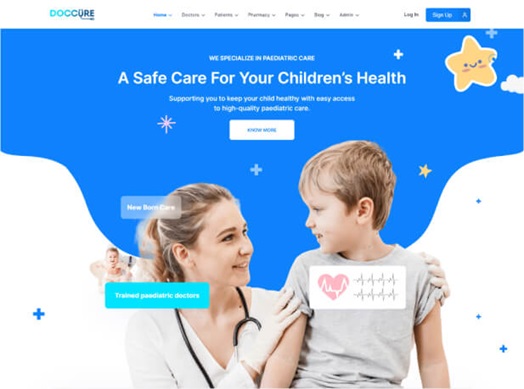 DOCCURE
Home Doctors Patients Pharmacy Pages Blog Admin Log In Sign Up
WE SPECIALIZE IN PAEDIATRIC CARE
A Safe Care For Your Children's Health
Supporting you to keep your child healthy with easy access
to high-quality paediatric care.
KNOW MORE
New Born Care
Trained paediatric doctors